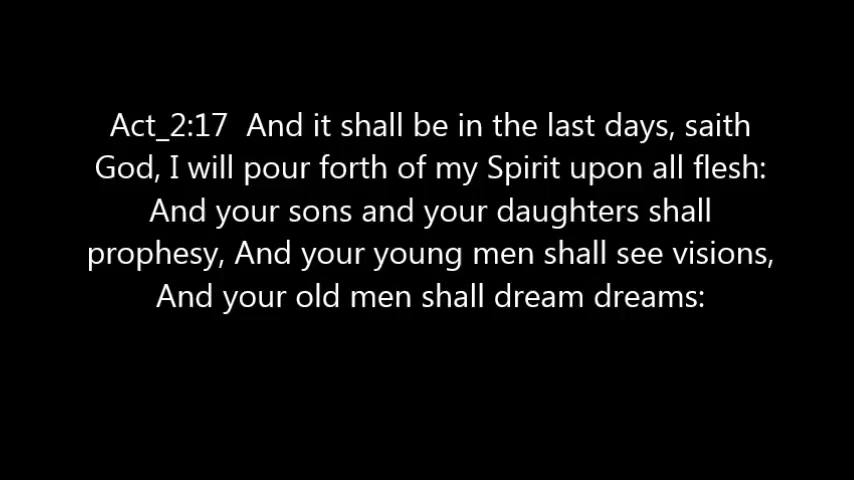 Act_2:17  And it shall be in the last days, saith
God, I will pour forth of my Spirit upon all flesh:
And your sons and your daughters shall
prophesy, And your young men shall see visions,
And your old men shall dream dreams: